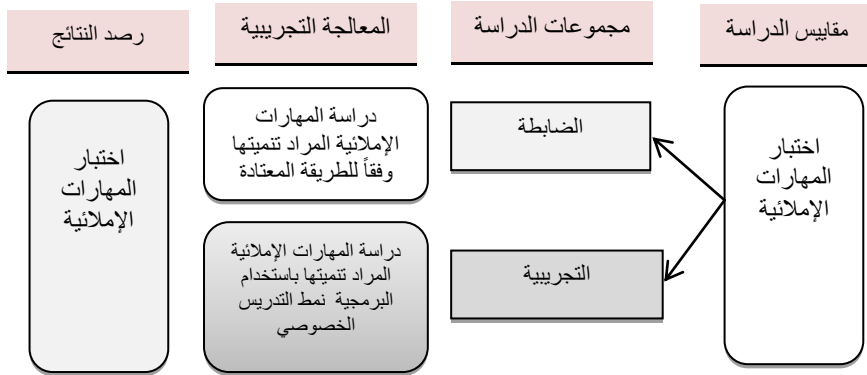 مقاييس الدراسة
مجموعات الدراسة
المعالجة التجريبية
رصد النتائج
اختبار
المهارات
الإملائية
الضابطة
التجريبية
دراسة المهارات
الإملائية المراد تنميتها
وفقاً للطريقة المعتادة
دراسة المهارات الإملائية
المراد تنميتها باستخدام
البرمجية نمط التدريس
الخصوصي
اختبار
المهارات
الإملائية